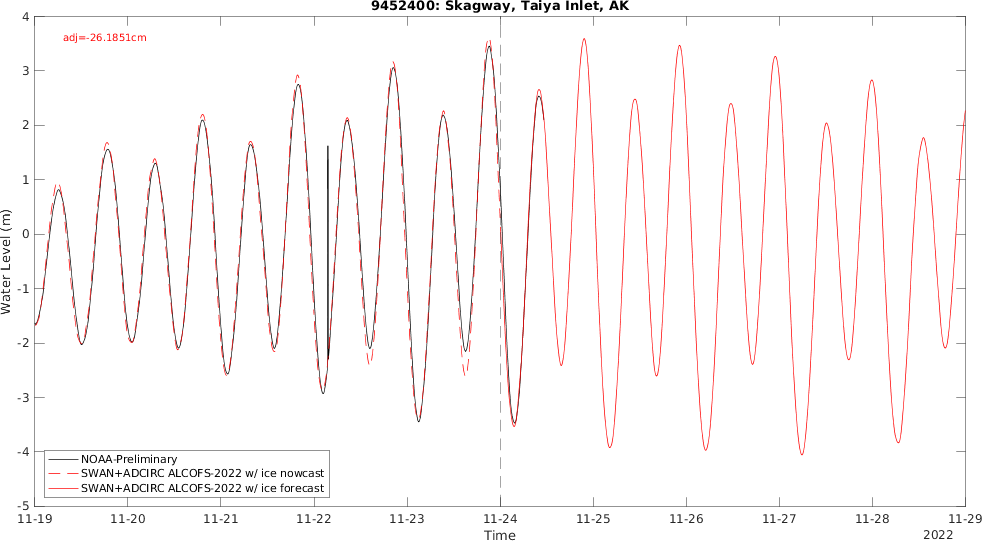 9452400: Skagway, Taiya Inlet, AK
adj=-26.1851cm
4
3
2
1
0
-1
-2
-3
-4
-5
Water Level (m)
NOAA-Preliminary
SWAN+ADCIRC ALCOFS-2022 w/ ice nowcast
SWAN+ADCIRC ALCOFS-2022 w/ ice forecast
11-19 11-20 11-21 11-22 11-23 11-24 11-25 11-26 11-27 11-28 11-29
Time
2022